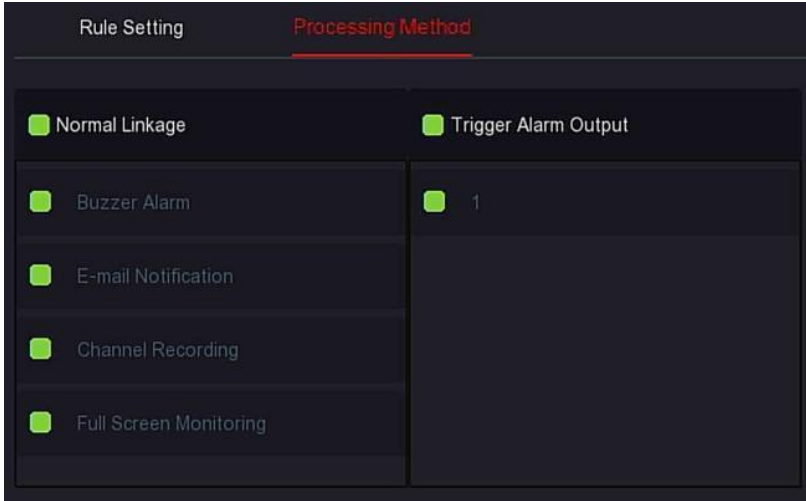 Rule Setting
Processing Method
Normal Linkage
Trigger Alarm Output
Buzzer Alarm
1
E-mail Notification
Channel Recording
Full Screen Monitoring